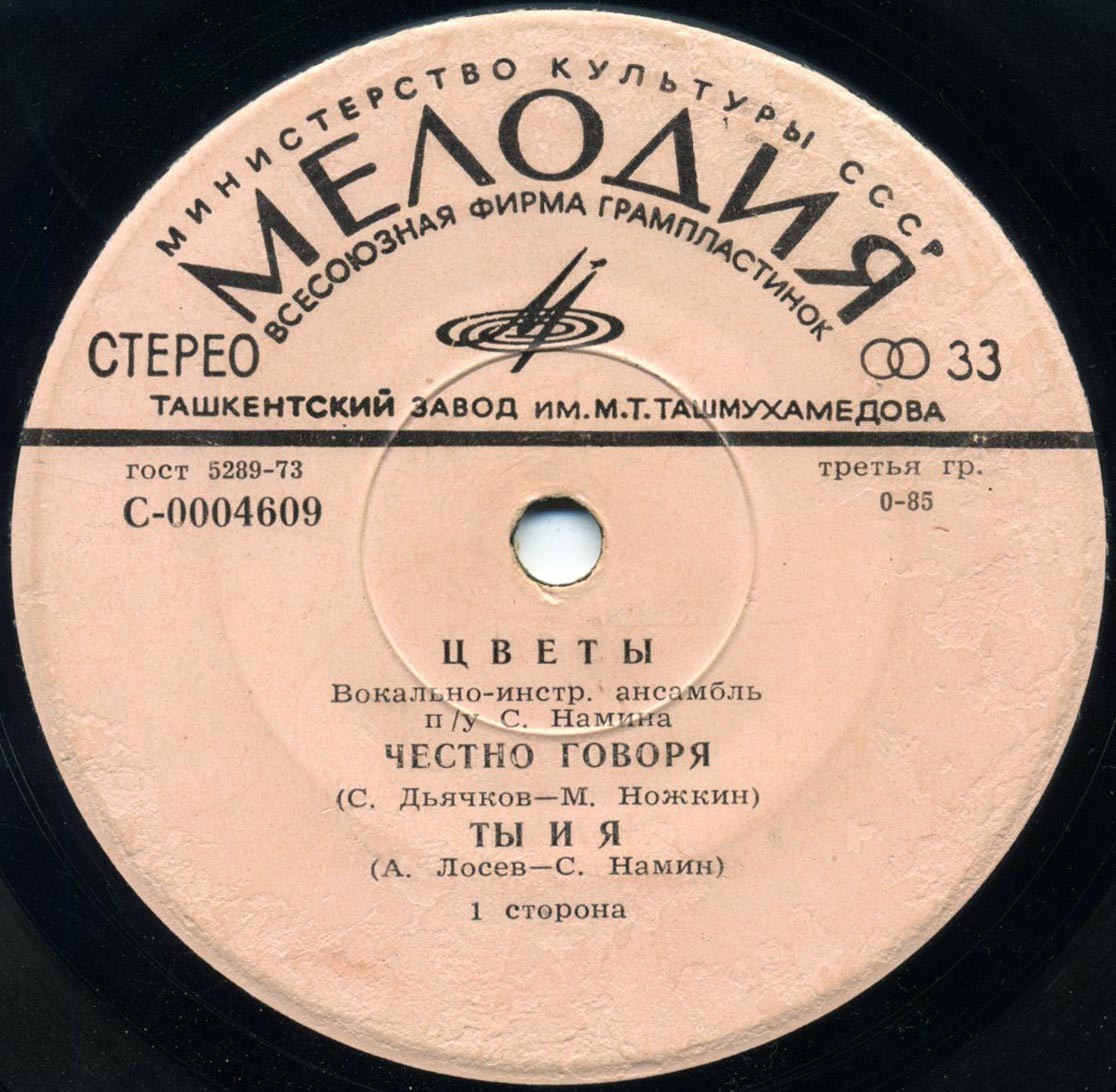 МИНИСТЕРСТВО КУЛЬТУРЫ СССР
МЕЛОДИЯ
ВСЕСОЮЗНАЯ ФИРМА ГРАМПЛАСТИНОК
СТЕРЕО 33
ТАШКЕНТСКИЙ ЗАВОД ИМ. М.Т. ТАШМУХАМЕДОВА
гост 5289-73 третья гр.
С-0004609 0-85
ЦВЕТЫ
Вокально-инстр. ансамбль
п/у С. Намина
ЧЕСТНО ГОВОРЯ
(С. Дьячков—М. Ножкин)
ТЫ И Я
(А. Лосев—С. Намин)
1 сторона